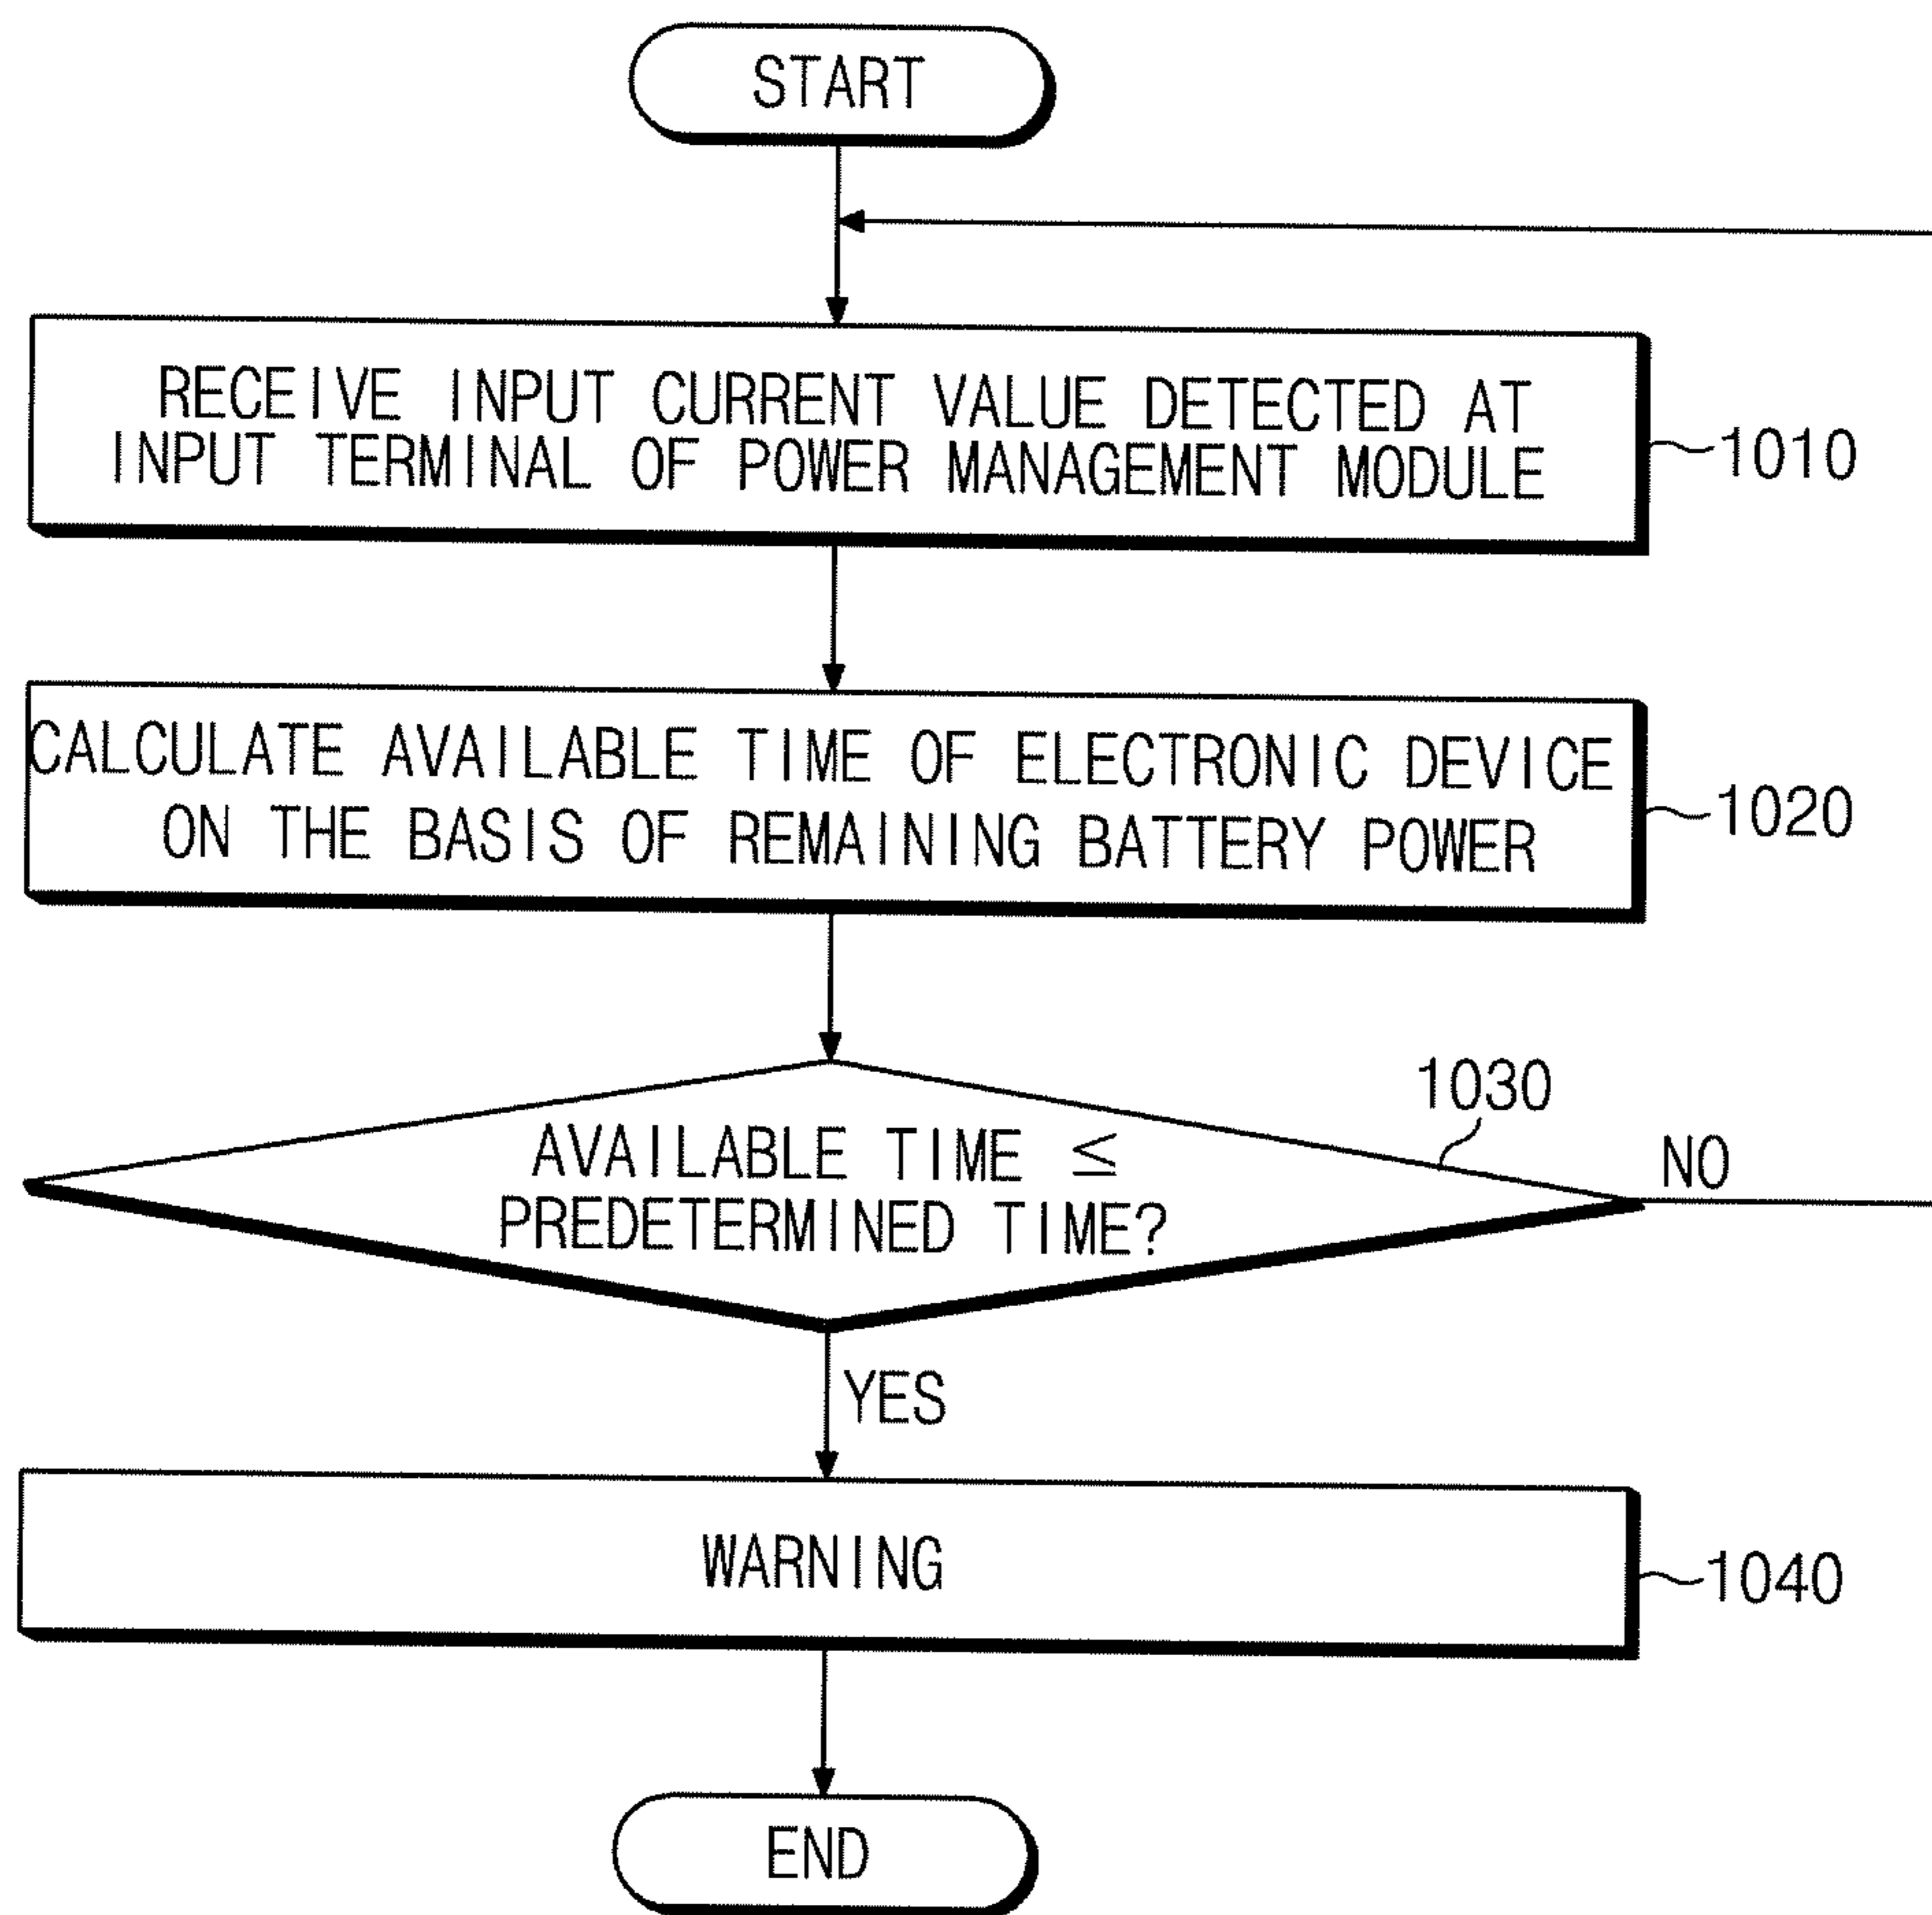 START
RECEIVE INPUT CURRENT VALUE DETECTED AT
INPUT TERMINAL OF POWER MANAGEMENT MODULE
1010
CALCULATE AVAILABLE TIME OF ELECTRONIC DEVICE
ON THE BASIS OF REMAINING BATTERY POWER
1020
1030
AVAILABLE TIME ≤
PREDETERMINED TIME?
NO
YES
WARNING
1040
END